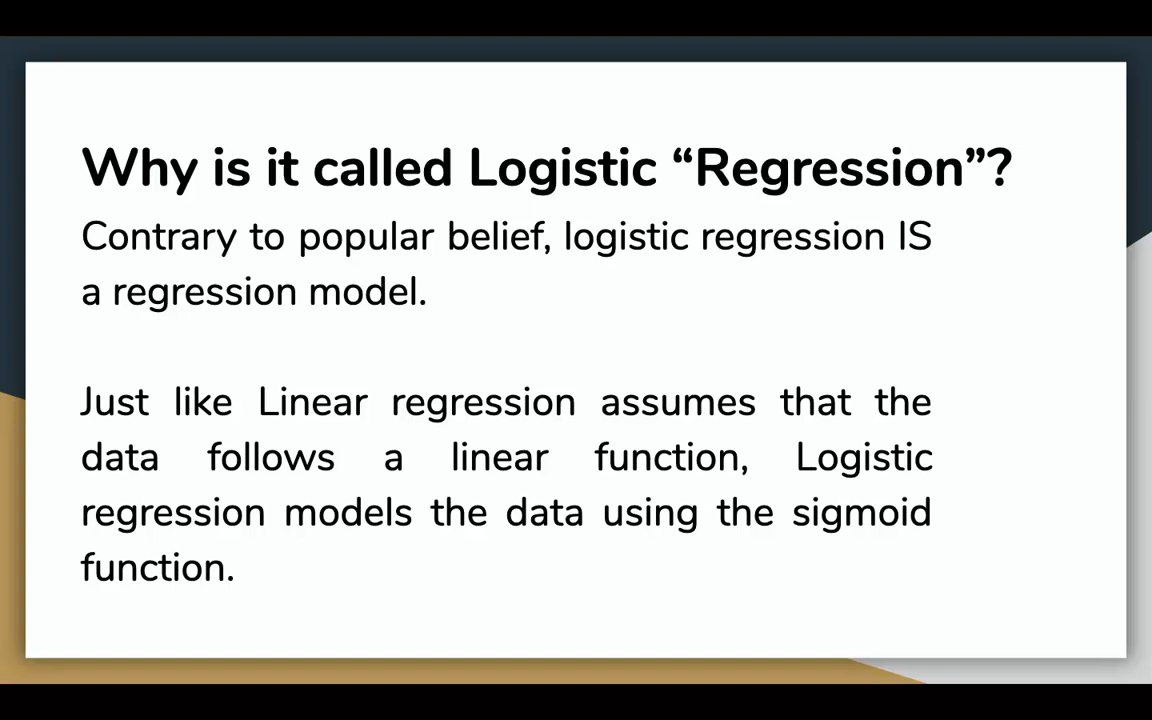 Why is it called Logistic “Regression”?
Contrary to popular belief, logistic regression IS
a regression model.
Just like Linear regression assumes that the
data follows a linear function, Logistic
regression models the data using the sigmoid
function.